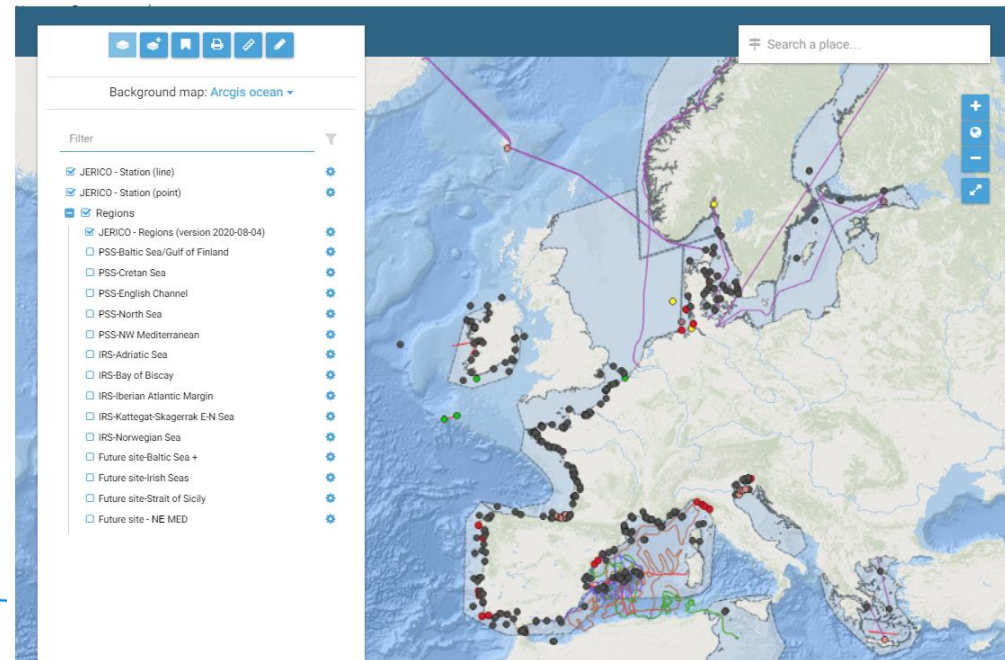 Search a place...
Background map: Arcgis ocean
Filter
JERICO - Station (line)
JERICO - Station (point)
Regions
JERICO - Regions (version 2020-08-04)
PSS-Baltic Sea/Gulf of Finland
PSS-Cretan Sea
PSS-English Channel
PSS-North Sea
PSS-NW Mediterranean
IRS-Adriatic Sea
IRS-Bay of Biscay
IRS-Iberian Atlantic Margin
IRS-Kattegat-Skagerrak E-N Sea
IRS-Norwegian Sea
Future site-Baltic Sea +
Future site-Irish Seas
Future site-Strait of Sicily
Future site - NE MED